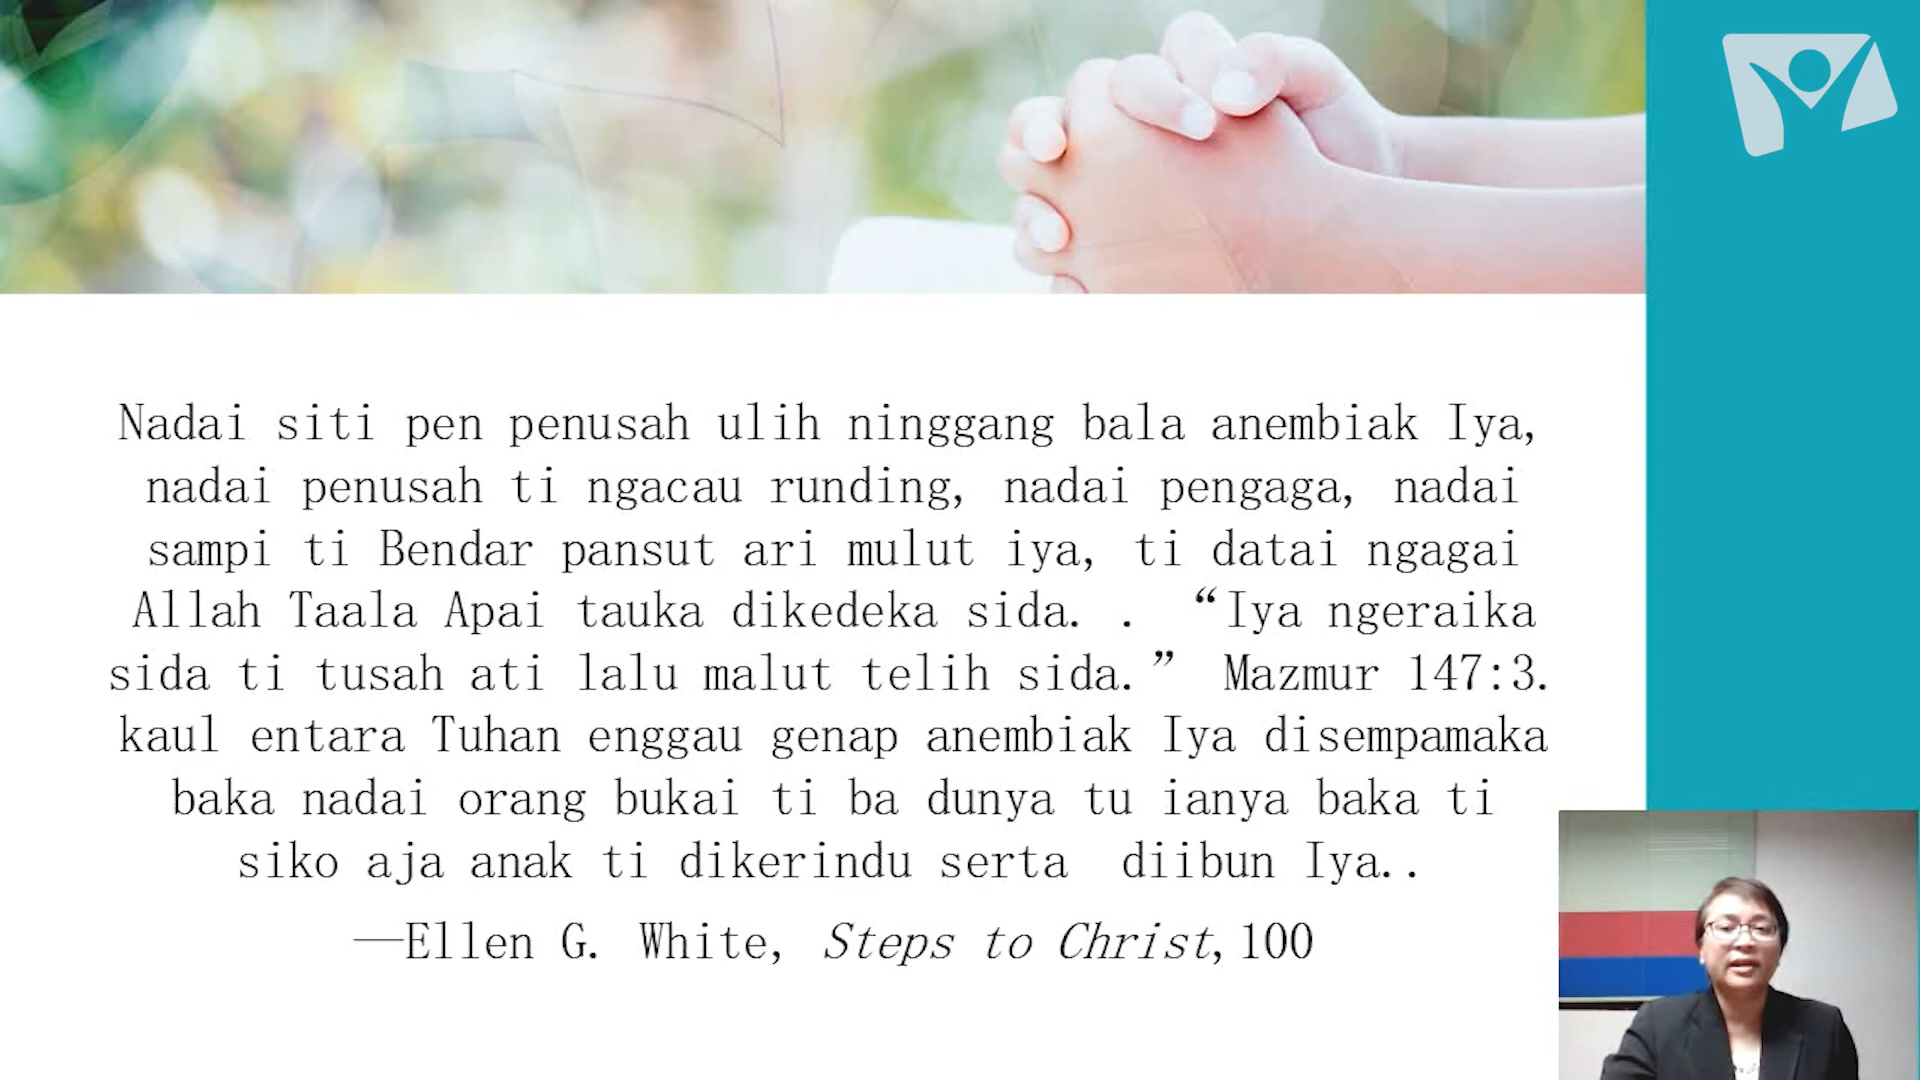 Nadai siti pen penusah ulih ninggang bala anembiak Iya,
nadai penusah ti ngacau runding, nadai pengaga, nadai
sampi ti Bendar pansut ari mulut iya, ti datai ngagai
Allah Taala Apai tauka dikedeka sida. . “Iya ngeraika
sida ti tusah ati lalu malut telih sida.” Mazmur 147:3.
kaul entara Tuhan enggau genap anembiak Iya disempamaka
baka nadai orang bukai ti ba dunya tu ianya baka ti
siko aja anak ti dikerindu serta diibun Iya..
—Ellen G. White, Steps to Christ, 100